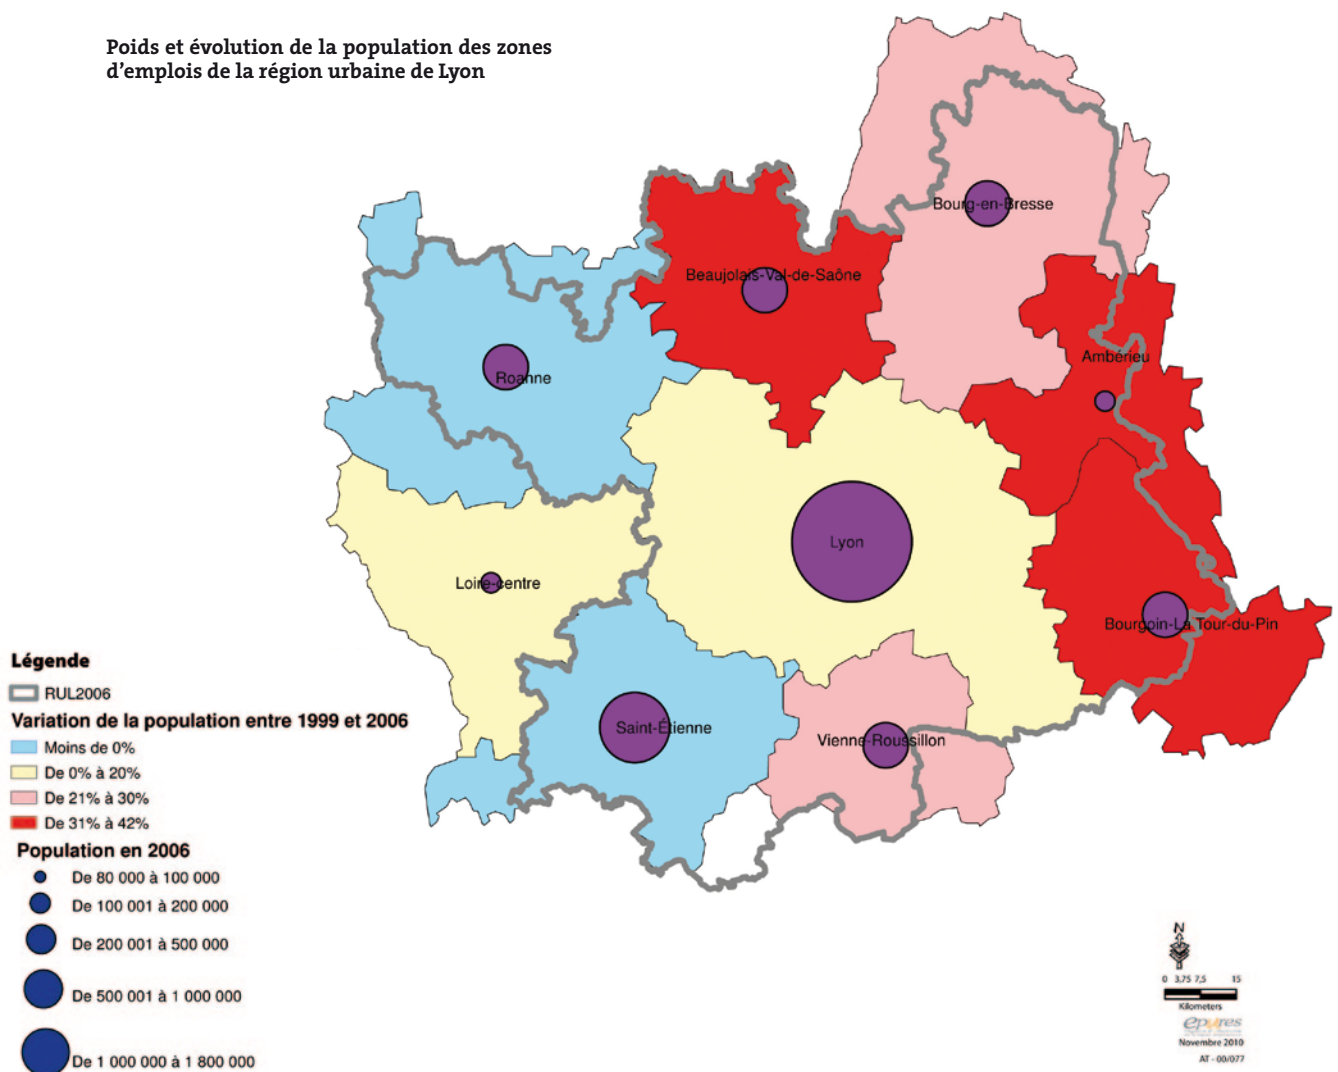 Poids et évolution de la population des zones
d'emplois de la région urbaine de Lyon
Bourg-en-Bresse
Beaujolais-Val-de-Saône
Ambérieu
Roanne
Lyon
Loire-centre
Bourgoin-La Tour-du-Pin
Saint-Étienne
Vienne-Roussillon
Légende
RUL2006
Variation de la population entre 1999 et 2006
Moins de 0%
De 0% à 20%
De 21% à 30%
De 31% à 42%
Population en 2006
De 80 000 à 100 000
De 100 001 à 200 000
De 200 001 à 500 000
De 500 001 à 1 000 000
De 1 000 000 à 1 800 000
N
0 3,75 7,5 15
Kilometers
epures
Novembre 2010
AT - 09/077